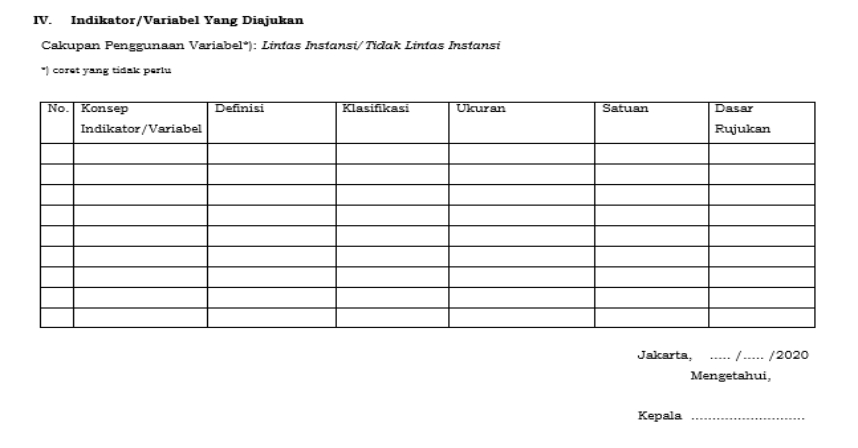 IV. Indikator/Variabel Yang Diajukan
Cakupan Penggunaan Variabel*): Lintas Instansi/Tidak Lintas Instansi
*) coret yang tidak perlu
No. Konsep Definisi Klasifikasi Ukuran Satuan Dasar
Indikator/Variabel Rujukan
Jakarta, ..... /..... /2020
Mengetahui,
Kepala ............................